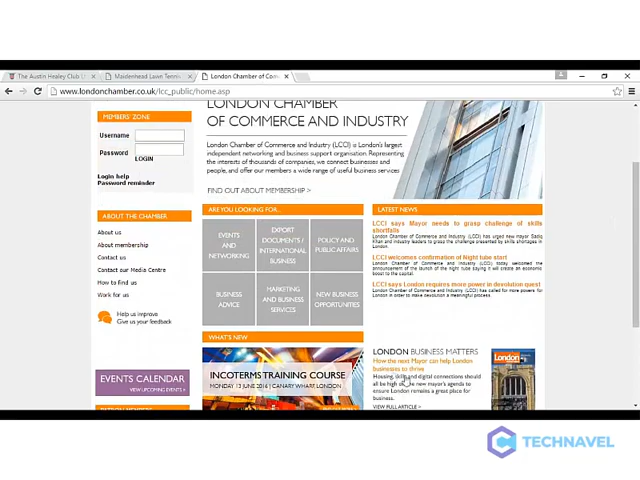 The Austin Healey Club U
Maidenhead Lawn Tennis
London Chamber of Com
www.londonchamber.co.uk/lcc_public/home.asp
MEMBERS' ZONE
Username
Password
LOGIN
Login help
Password reminder
ABOUT THE CHAMBER
About us
About membership
Contact us
Contact our Media Centre
How to find us
Work for us
Help us improve
Give us your feedback
EVENTS CALENDAR
VIEW UPCOMING EVENTS >
PATRON MEMBERS
LONDON CHAMBER
OF COMMERCE AND INDUSTRY
London Chamber of Commerce and Industry (LCCI) is London's largest
independent networking and business support organisation. Representing
the interests of thousands of companies, we connect businesses and
people, and offer our members a wide range of useful business services
FIND OUT ABOUT MEMBERSHIP >
ARE YOU LOOKING FOR...
EVENTS
AND
NETWORKING
EXPORT
DOCUMENTS /
INTERNATIONAL
BUSINESS
POLICY AND
PUBLIC AFFAIRS
BUSINESS
ADVICE
MARKETING
AND BUSINESS
SERVICES
NEW BUSINESS
OPPORTUNITIES
WHAT'S NEW
INCOTERMS TRAINING COURSE
MONDAY 13 JUNE 2016 | CANARY WHARF, LONDON
LATEST NEWS
LCCI says Mayor needs to grasp challenge of skills
shortfalls
London Chamber of Commerce and Industry (LCCI) has urged new mayor Sadiq
Khan and industry leaders to grasp the challenge presented by skills shortages in
London.
LCCI welcomes confirmation of Night tube start
London Chamber of Commerce and Industry (LCCI) today welcomed the
announcement of the launch of the night tube saying it will create an economic
boost to the capital.
LCCI says London requires more power in devolution quest
London Chamber of Commerce and Industry (LCCI) has called for more powers for
London in order to make devolution a meaningful process.
LONDON BUSINESS MATTERS
How the next Mayor can help London
businesses to thrive
Housing, skills and digital connections should
all be high on the new mayor's agenda to
ensure London remains a great place for
business.
VIEW FULL ARTICLE >
London
TECHNAVEL